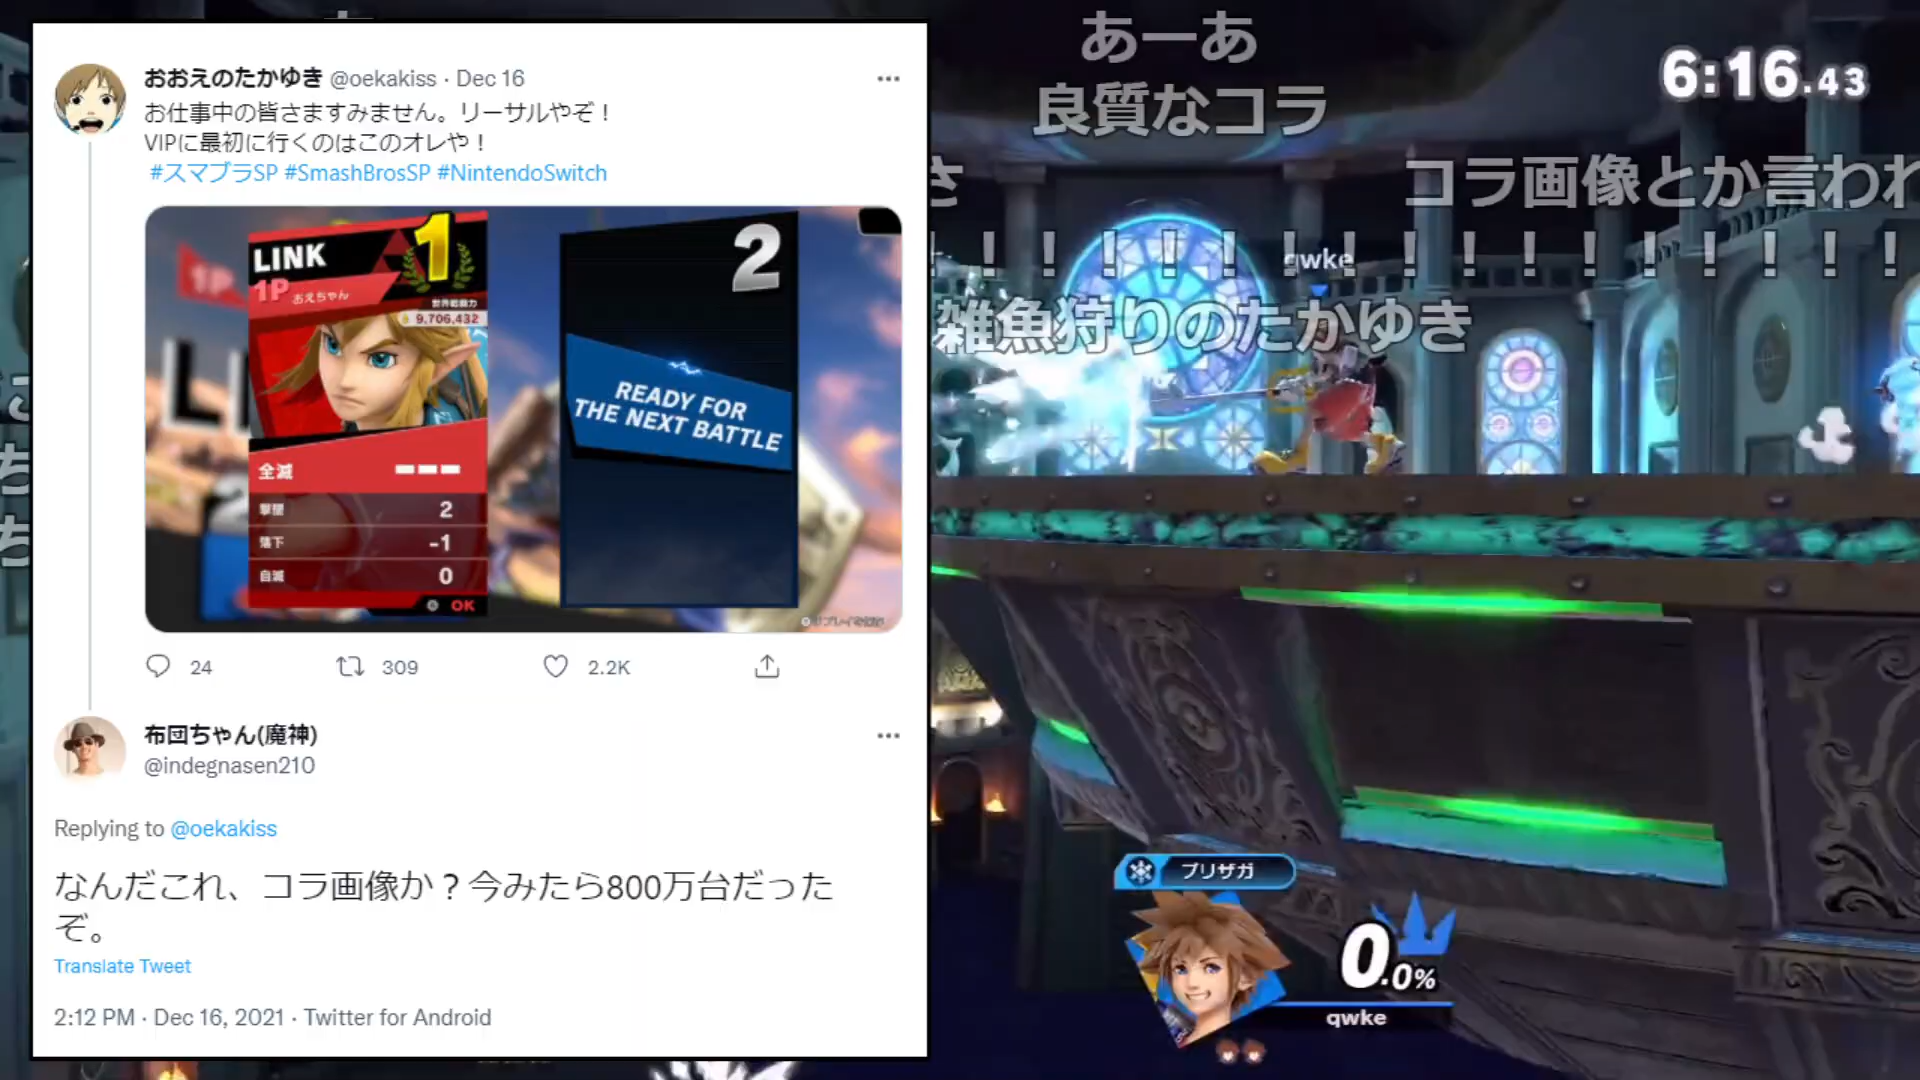 おおえのたかゆき @oekakiss · Dec 16
お仕事中の皆さますみません。リーサルやぞ！
VIPに最初に行くのはこのオレや！
#スマブラSP #SmashBrosSP #NintendoSwitch
LINK
1
1P おえちゃん
世界戦闘力
9,706,432
全滅
撃墜 2
落下 -1
自滅 0
OK
2
READY FOR
THE NEXT BATTLE
1P
24
309
2.2K
布団ちゃん(魔神)
@indegnasen210
Replying to @oekakiss
なんだこれ、コラ画像か？今みたら800万台だった
ぞ。
Translate Tweet
2:12 PM · Dec 16, 2021 · Twitter for Android
あーあ
良質なコラ
さ
コラ画像とか言われ
！！！！！！！！！！！！！！！！
雑魚狩りのたかゆき
6:16.43
qwke
ブリザガ
0.0%
qwke